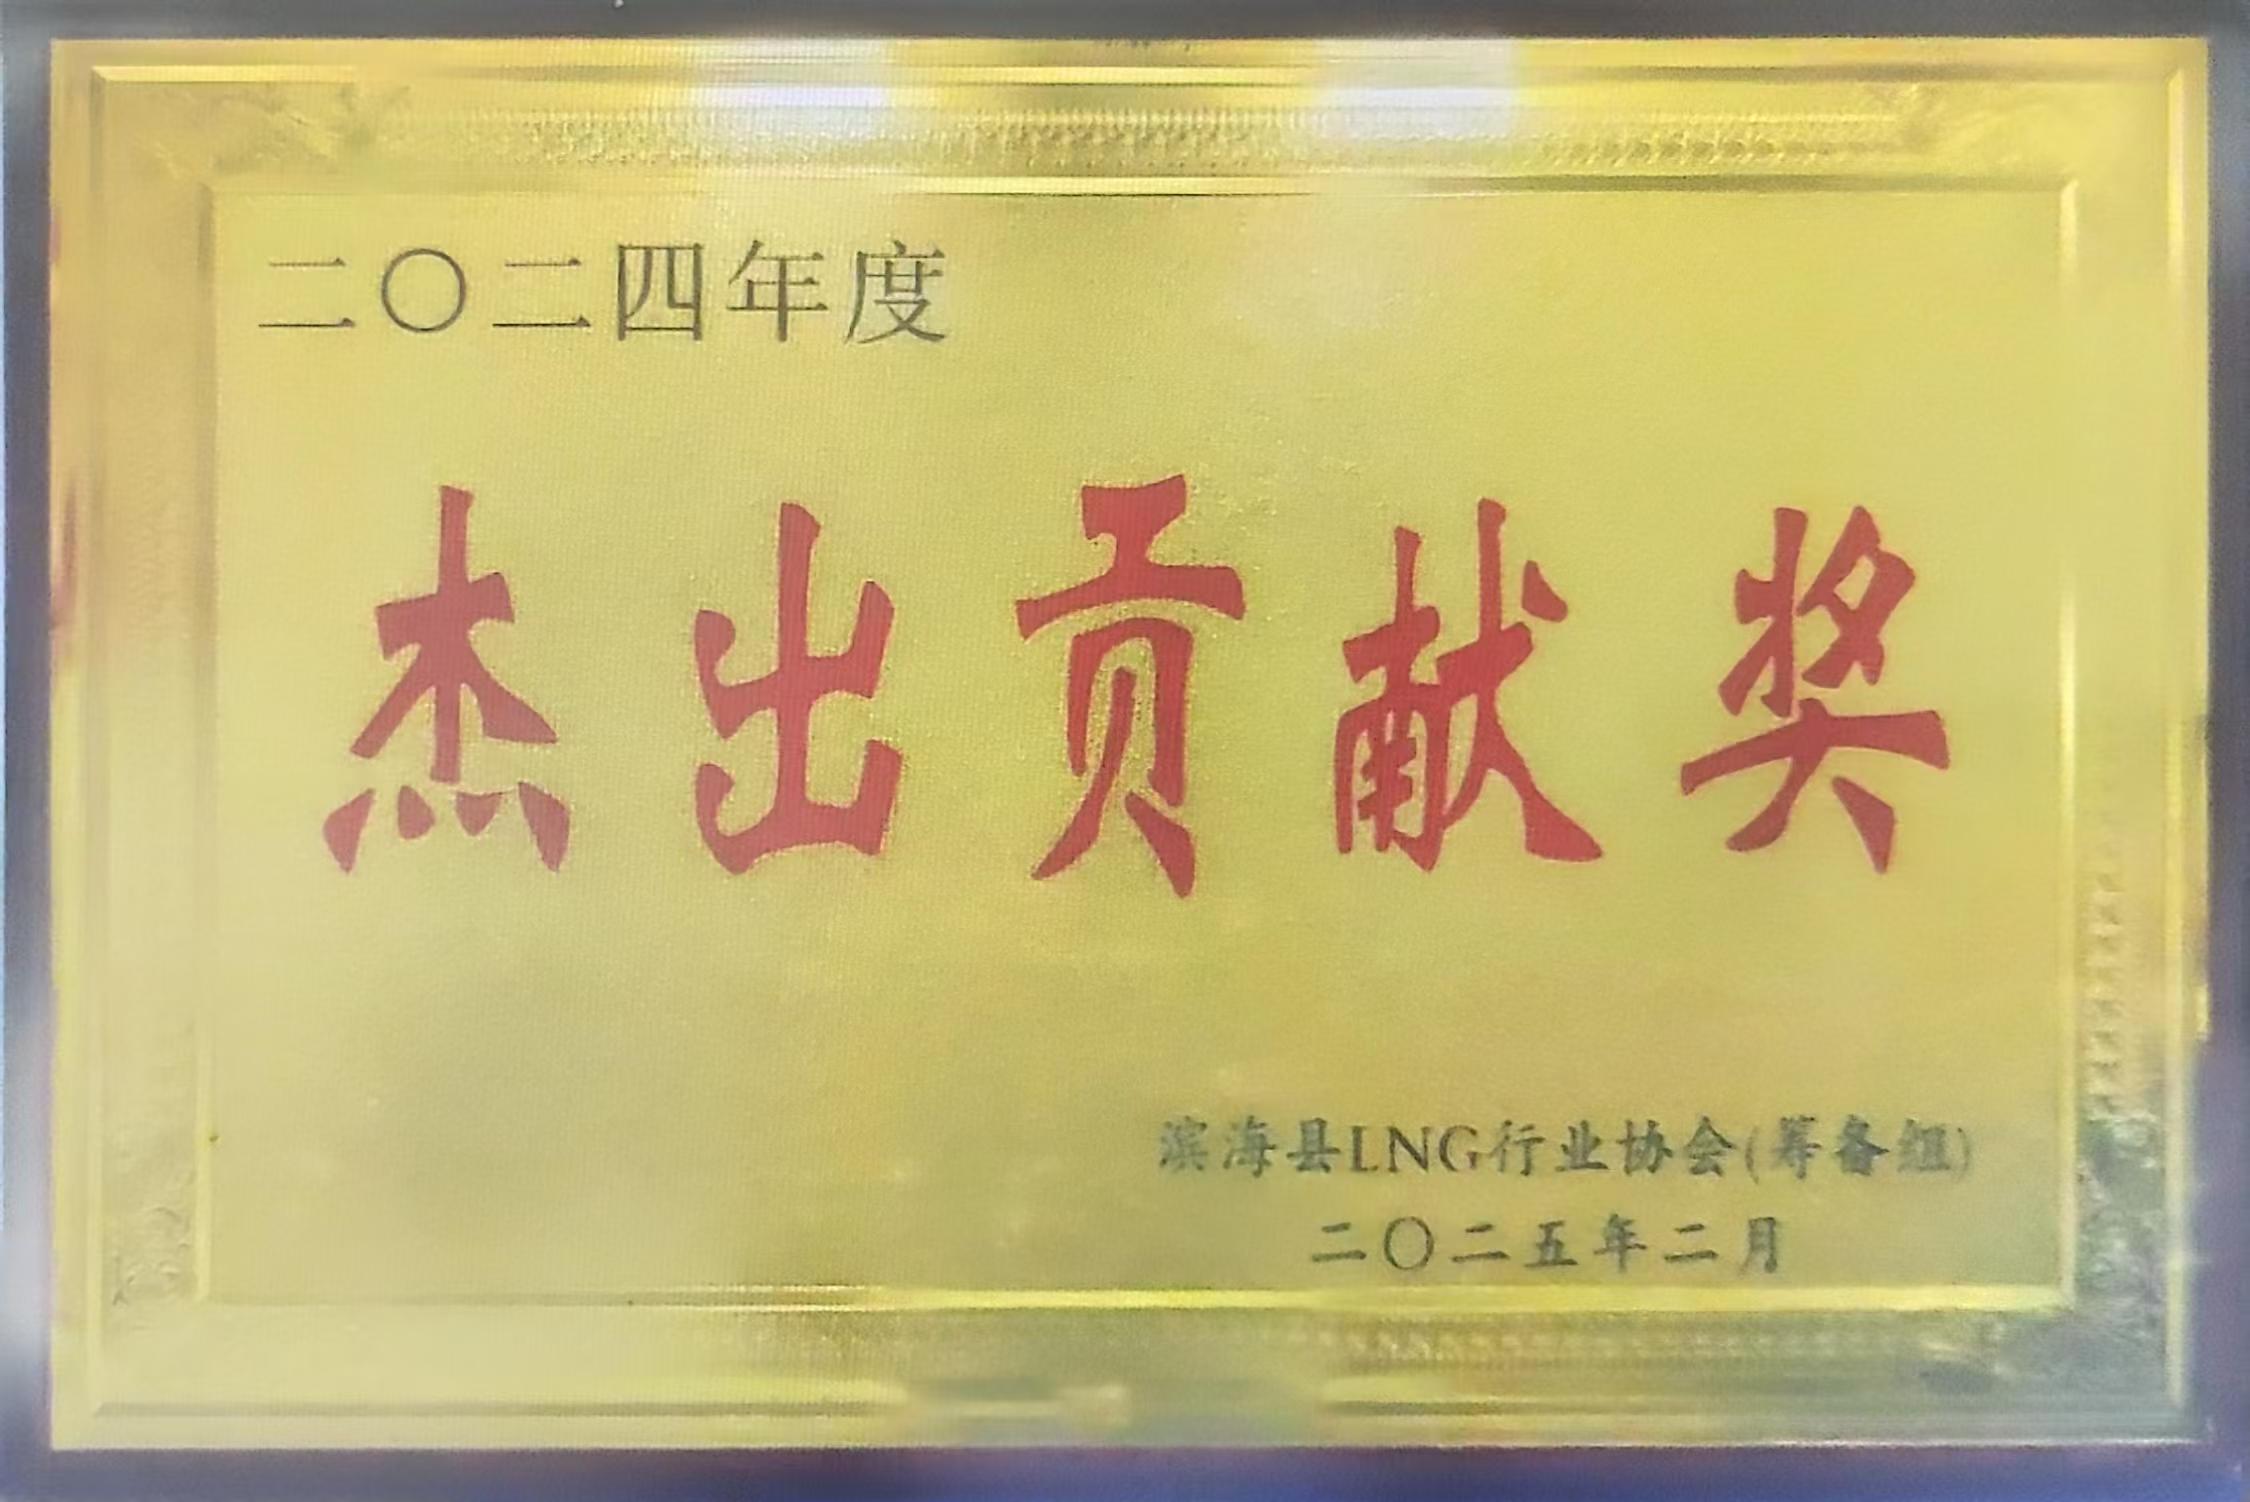 二〇二四年度
杰出贡献奖
滨海县LNG行业协会(筹备组)
二〇二五年二月